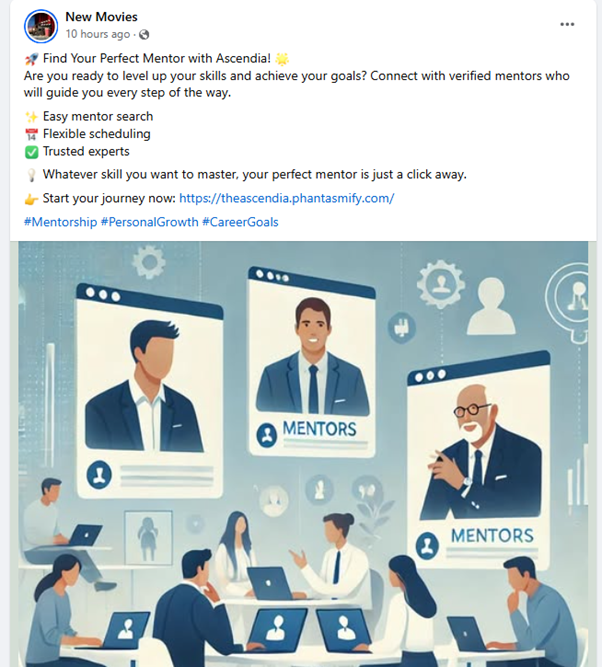 New Movies
10 hours ago ·
🚀 Find Your Perfect Mentor with Ascendia! 🌟
Are you ready to level up your skills and achieve your goals? Connect with verified mentors who
will guide you every step of the way.
✨ Easy mentor search
📅 Flexible scheduling
✅ Trusted experts
💡 Whatever skill you want to master, your perfect mentor is just a click away.
👉 Start your journey now: https://theascendia.phantasmify.com/
#Mentorship #PersonalGrowth #CareerGoals
MENTORS
MENTORS